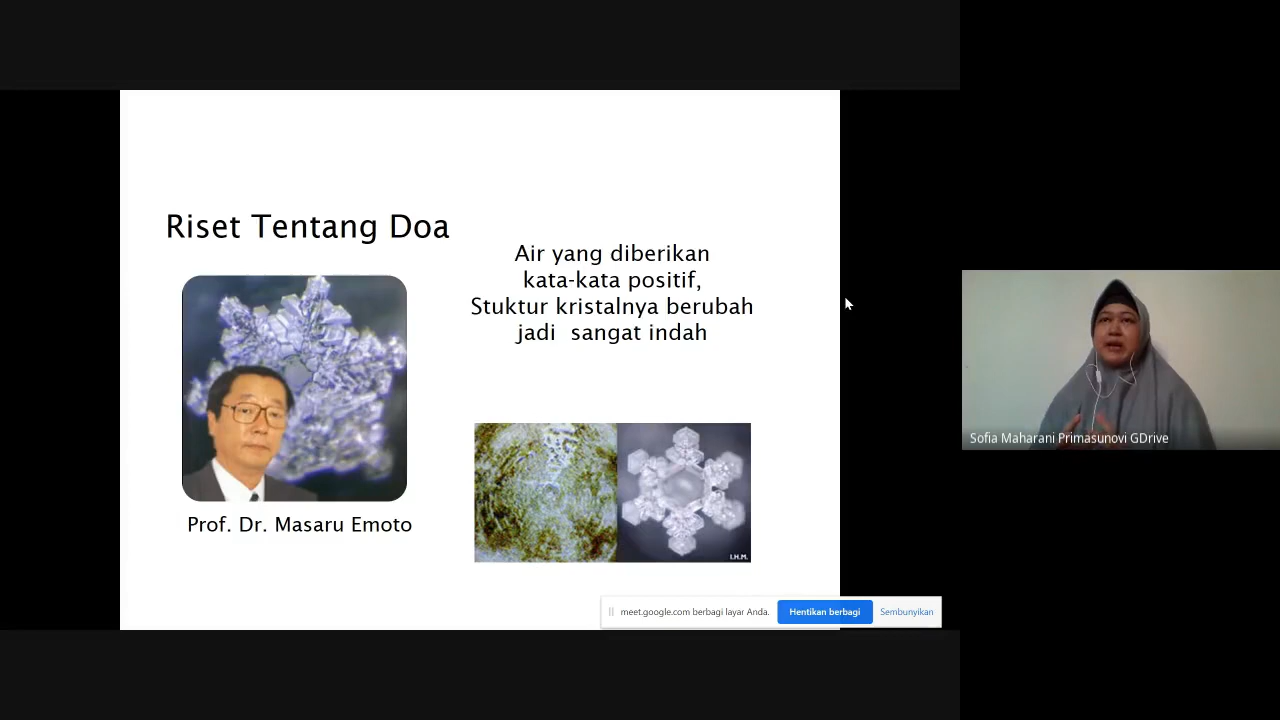 Riset Tentang Doa
Air yang diberikan
kata-kata positif,
Stuktur kristalnya berubah
jadi sangat indah
Prof. Dr. Masaru Emoto
I.H.M.
Sofia Maharani Primasunovi GDrive
meet.google.com berbagi layar Anda.
Hentikan berbagi
Sembunyikan